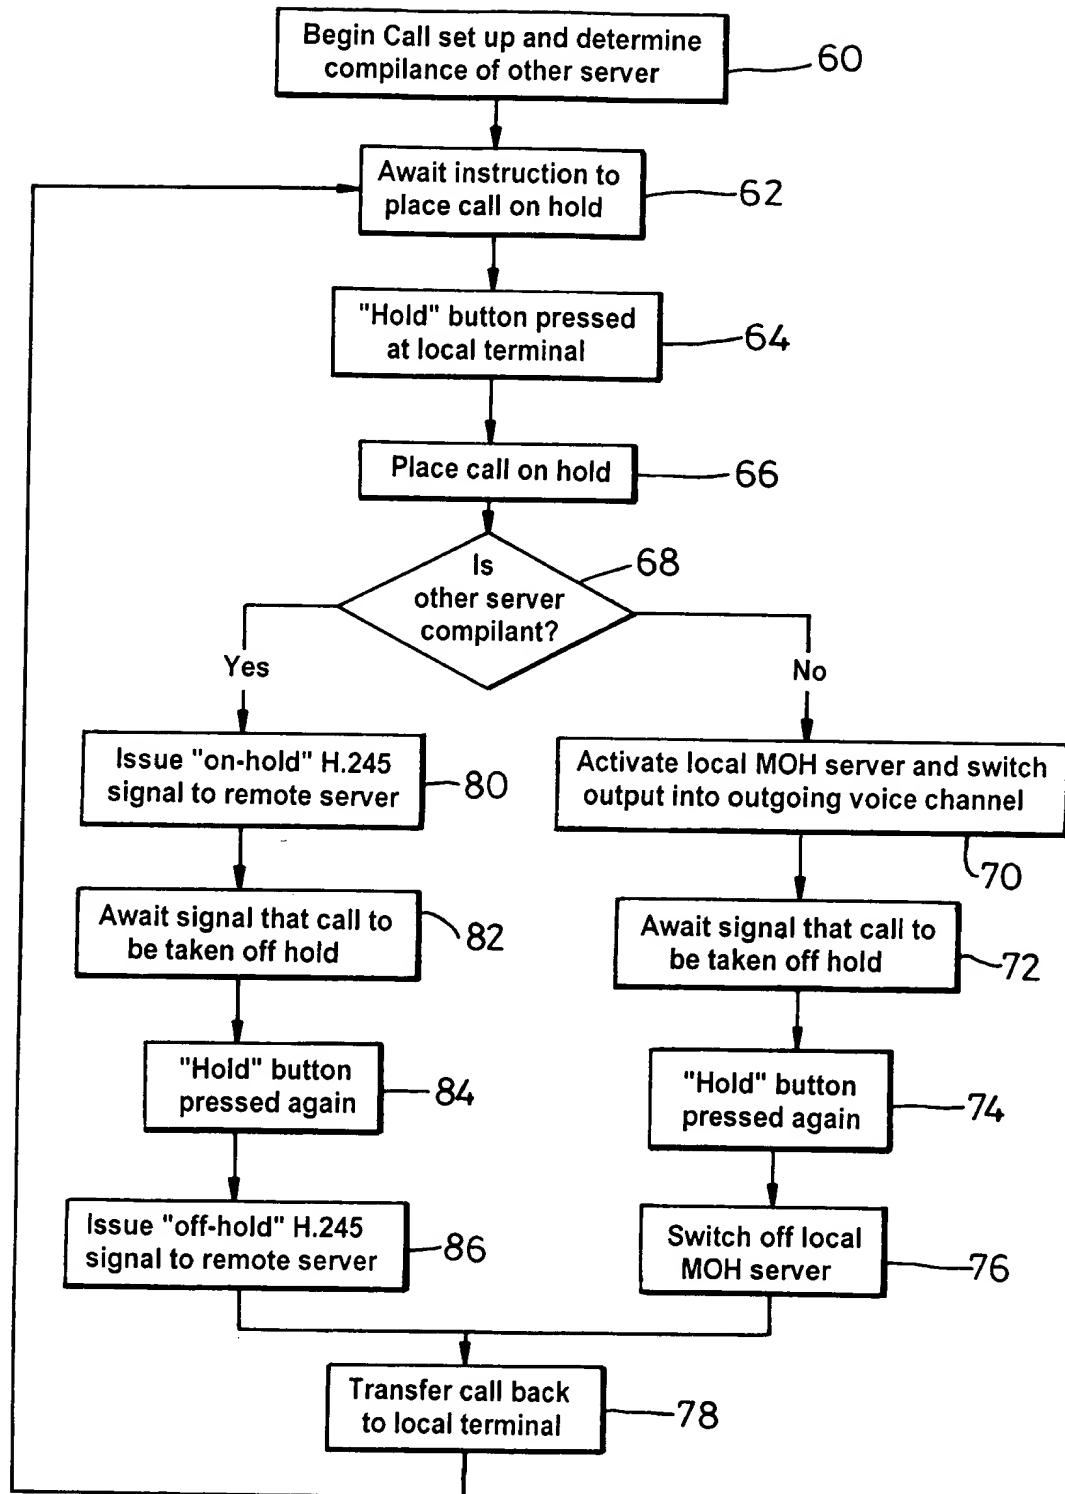 Begin Call set up and determine
compilance of other server
60
Await instruction to
place call on hold
62
"Hold" button pressed
at local terminal
64
Place call on hold
66
Is
other server
compilant?
68
Yes
No
Issue "on-hold" H.245
signal to remote server
80
Activate local MOH server and switch
output into outgoing voice channel
70
Await signal that call to
be taken off hold
82
Await signal that call to
be taken off hold
72
"Hold" button
pressed again
84
"Hold" button
pressed again
74
Issue "off-hold" H.245
signal to remote server
86
Switch off local
MOH server
76
Transfer call back
to local terminal
78